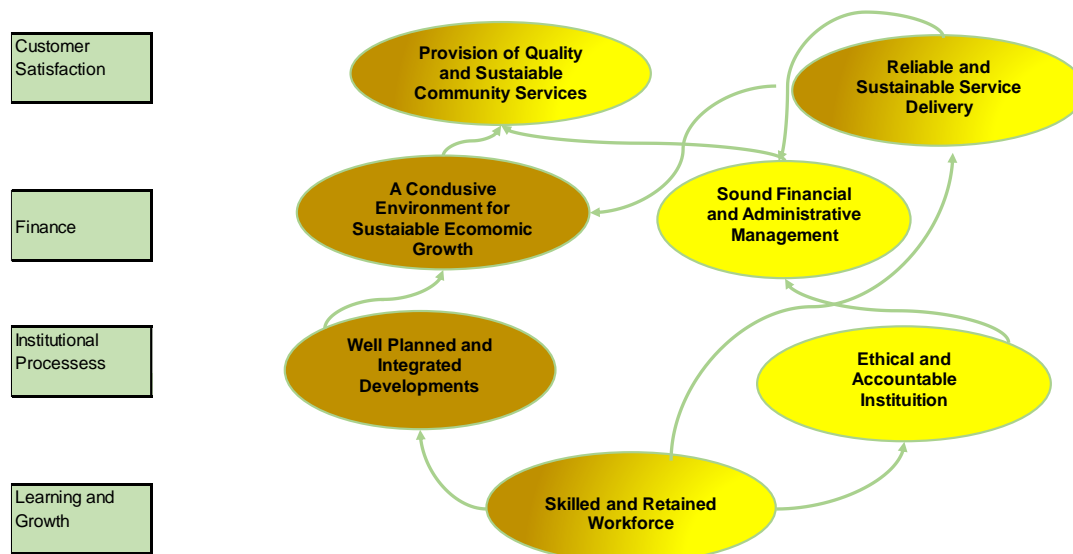 Customer
Satisfaction
Provision of Quality
and Sustaiable
Community Services
Reliable and
Sustainable Service
Delivery
Finance
A Condusive
Environment for
Sustaiable Ecomomic
Growth
Sound Financial
and Administrative
Management
Institutional
Processess
Well Planned and
Integrated
Developments
Ethical and
Accountable
Instituition
Learning and
Growth
Skilled and Retained
Workforce